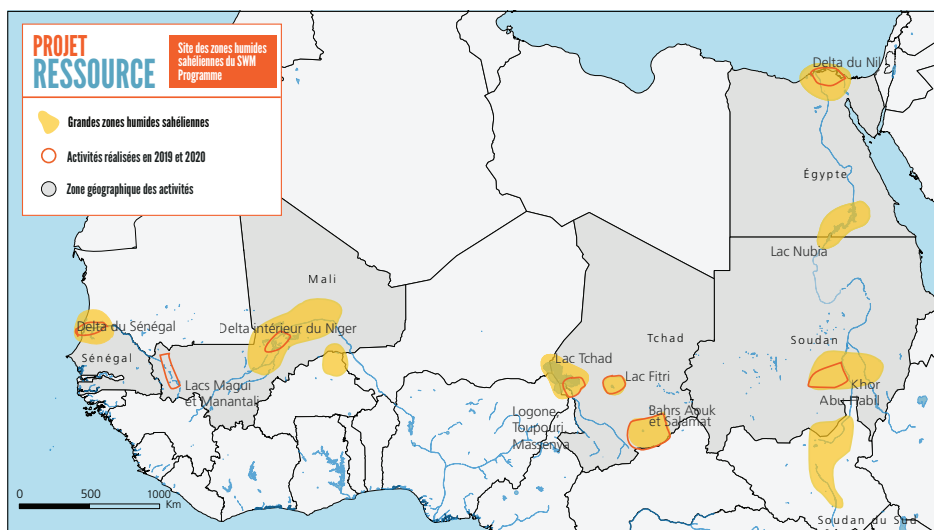 PROJET
RESSOURCE
Site des zones humides
sahéliennes du SWM
Programme
Grandes zones humides sahéliennes
Activités réalisées en 2019 et 2020
Zone géographique des activités
Delta du Nil
Égypte
Lac Nubia
Mali
Delta du Sénégal
Delta intérieur du Niger
Sénégal
Lacs Magui
et Manantali
Tchad
Lac Tchad
Lac Fitri
Logone
Toupouri
Massenya
Bahrs Aouk
et Salamat
Soudan
Khor
Abu Habil
Soudan du Sud
0 500 1000
Km